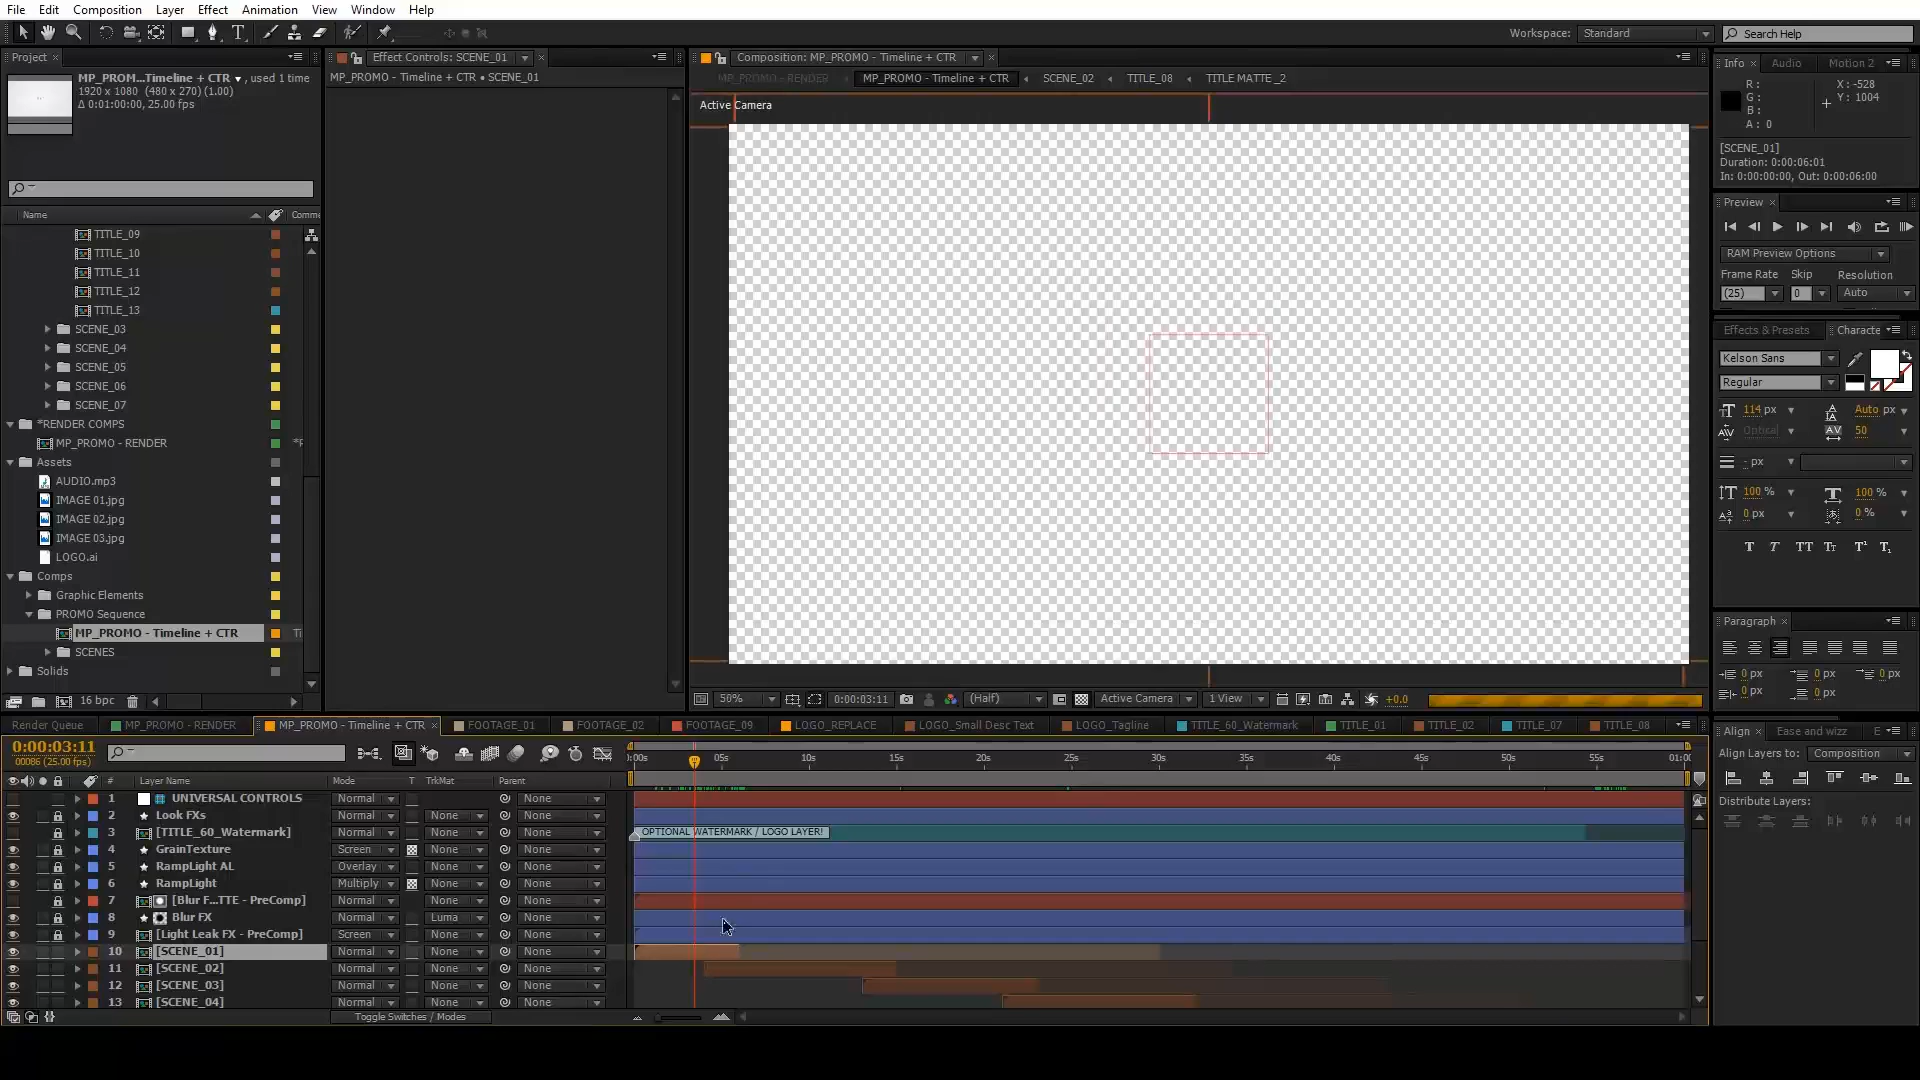 File Edit Composition Layer Effect Animation View Window Help
Workspace: Standard Search Help
Project
MP_PROM...Timeline + CTR , used 1 time
1920 x 1080 (480 x 270) (1.00)
Δ 0:01:00:00, 25.00 fps
Name Comme
TITLE_09
TITLE_10
TITLE_11
TITLE_12
TITLE_13
SCENE_03
SCENE_04
SCENE_05
SCENE_06
SCENE_07
*RENDER COMPS
MP_PROMO - RENDER
Assets
AUDIO.mp3
IMAGE 01.jpg
IMAGE 02.jpg
IMAGE 03.jpg
LOGO.ai
Comps
Graphic Elements
PROMO Sequence
MP_PROMO - Timeline + CTR
SCENES
Solids
16 bpc
Effect Controls: SCENE_01
MP_PROMO - Timeline + CTR • SCENE_01
Composition: MP_PROMO - Timeline + CTR
MP_PROMO - RENDER MP_PROMO - Timeline + CTR SCENE_02 TITLE_08 TITLE MATTE _2
Active Camera
50% 0:00:03:11 (Half) Active Camera 1 View +0.0
Info Audio Motion 2
R : X : -528
G : Y : 1004
B :
A : 0
[SCENE_01]
Duration: 0:00:06:01
In: 0:00:00:00, Out: 0:00:06:00
Preview
RAM Preview Options
Frame Rate Skip Resolution
(25) 0 Auto
Effects & Presets Characte
Kelson Sans
Regular
114 px Auto px
Optical 50
- px
100 % 100 %
0 px 0 %
Paragraph
0 px 0 px 0 px
0 px 0 px
Render Queue MP_PROMO - RENDER MP_PROMO - Timeline + CTR FOOTAGE_01 FOOTAGE_02 FOOTAGE_09 LOGO_REPLACE LOGO_Small Desc Text LOGO_Tagline TITLE_60_Watermark TITLE_01 TITLE_02 TITLE_07 TITLE_08
0:00:03:11
00086 (25.00 fps)
0:00s 05s 10s 15s 20s 25s 30s 35s 40s 45s 50s 55s 01:00
# Layer Name Mode T TrkMat Parent
1 UNIVERSAL CONTROLS Normal None
2 Look FXs Normal None None
3 [TITLE_60_Watermark] Normal None None OPTIONAL WATERMARK / LOGO LAYER!
4 GrainTexture Screen None None
5 RampLight AL Overlay None None
6 RampLight Multiply None None
7 [Blur F...TTE - PreComp] Normal None None
8 Blur FX Normal Luma None
9 [Light Leak FX - PreComp] Screen None None
10 [SCENE_01] Normal None None
11 [SCENE_02] Normal None None
12 [SCENE_03] Normal None None
13 [SCENE_04] Normal None None
Toggle Switches / Modes
Align Ease and wizz E
Align Layers to: Composition
Distribute Layers: